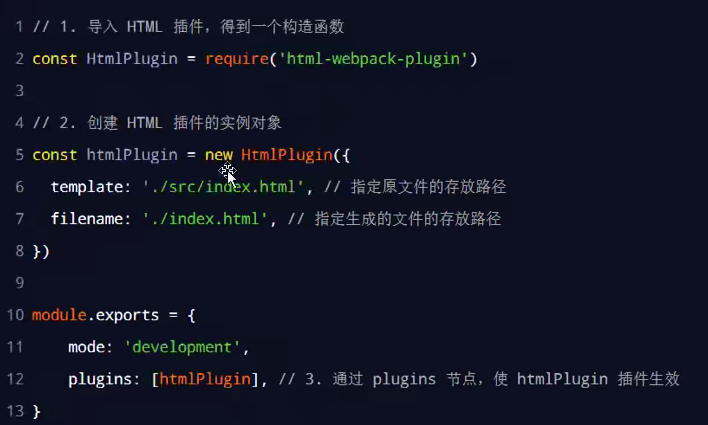 1 // 1. 导入 HTML 插件，得到一个构造函数
2 const HtmlPlugin = require('html-webpack-plugin')
3
4 // 2. 创建 HTML 插件的实例对象
5 const htmlPlugin = new HtmlPlugin({
6   template: './src/index.html', // 指定原文件的存放路径
7   filename: './index.html', // 指定生成的文件的存放路径
8 })
9
10 module.exports = {
11     mode: 'development',
12     plugins: [htmlPlugin], // 3. 通过 plugins 节点，使 htmlPlugin 插件生效
13 }